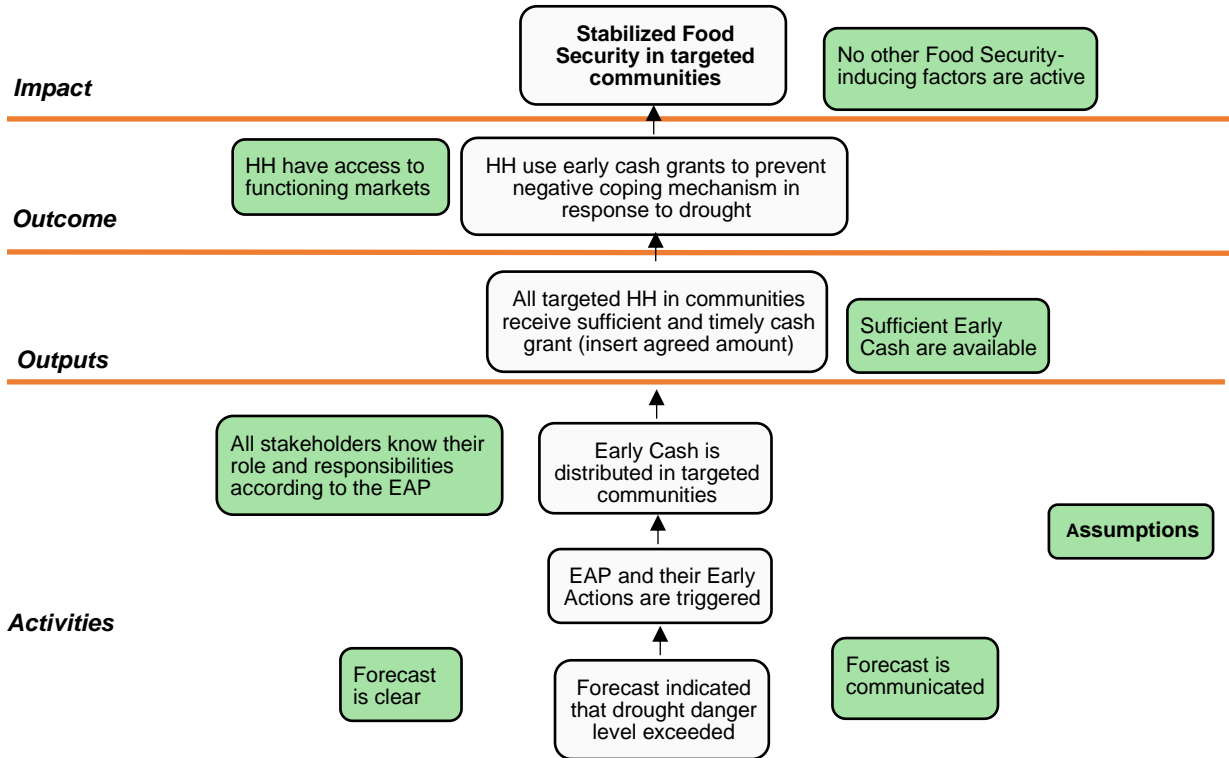 Stabilized Food
Security in targeted
communities
No other Food Security-
inducing factors are active
Impact
HH have access to
functioning markets
HH use early cash grants to prevent
negative coping mechanism in
response to drought
Outcome
All targeted HH in communities
receive sufficient and timely cash
grant (insert agreed amount)
Sufficient Early
Cash are available
Outputs
All stakeholders know their
role and responsibilities
according to the EAP
Early Cash is
distributed in targeted
communities
Assumptions
EAP and their Early
Actions are triggered
Activities
Forecast
is clear
Forecast indicated
that drought danger
level exceeded
Forecast is
communicated